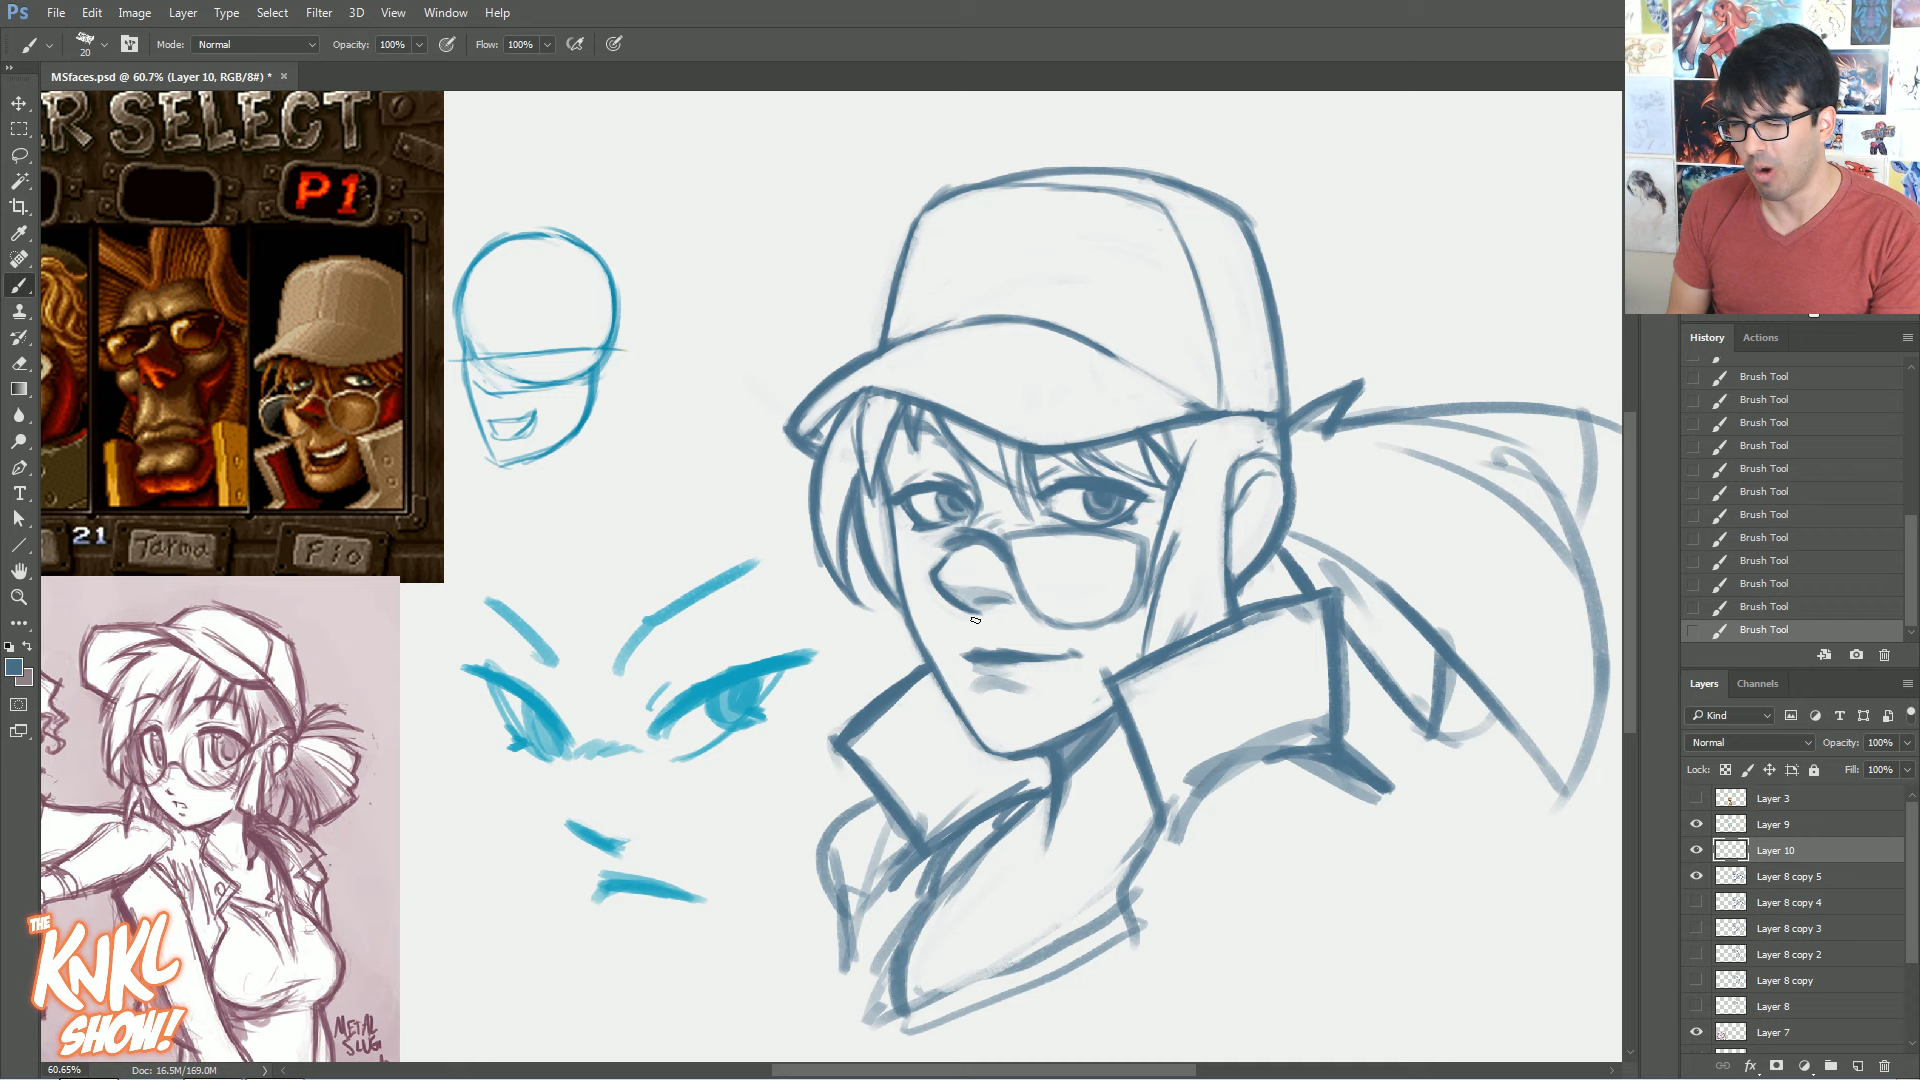 Ps File Edit Image Layer Type Select Filter 3D View Window Help
20 Mode: Normal Opacity: 100% Flow: 100%
MSfaces.psd @ 60.7% (Layer 10, RGB/8#) * ×
R SELECT
P1
21 Tarma Fio
METAL
SLUG
THE
KNKL
SHOW!
60.65% Doc: 16.5M/169.0M
History Actions
Brush Tool
Brush Tool
Brush Tool
Brush Tool
Brush Tool
Brush Tool
Brush Tool
Brush Tool
Brush Tool
Brush Tool
Brush Tool
Brush Tool
Layers Channels
Kind
Normal Opacity: 100%
Lock: Fill: 100%
Layer 3
Layer 9
Layer 10
Layer 8 copy 5
Layer 8 copy 4
Layer 8 copy 3
Layer 8 copy 2
Layer 8 copy
Layer 8
Layer 7
fx